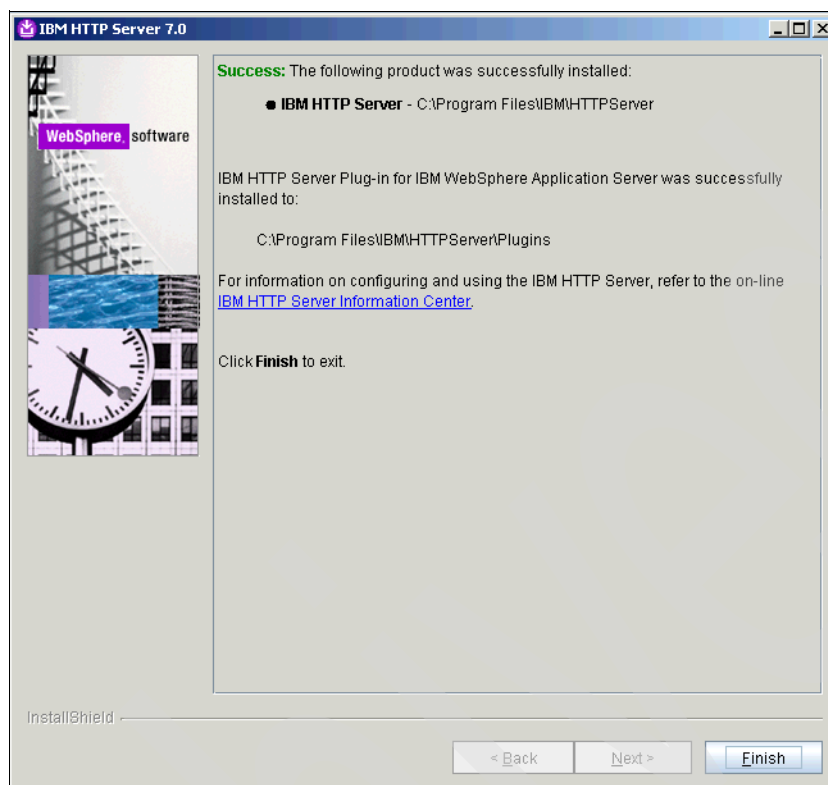 IBM HTTP Server 7.0
WebSphere. software
Success: The following product was successfully installed:
● IBM HTTP Server - C:\Program Files\IBM\HTTPServer
IBM HTTP Server Plug-in for IBM WebSphere Application Server was successfully
installed to:
C:\Program Files\IBM\HTTPServer\Plugins
For information on configuring and using the IBM HTTP Server, refer to the on-line
IBM HTTP Server Information Center.
Click Finish to exit.
InstallShield
< Back
Next >
Finish